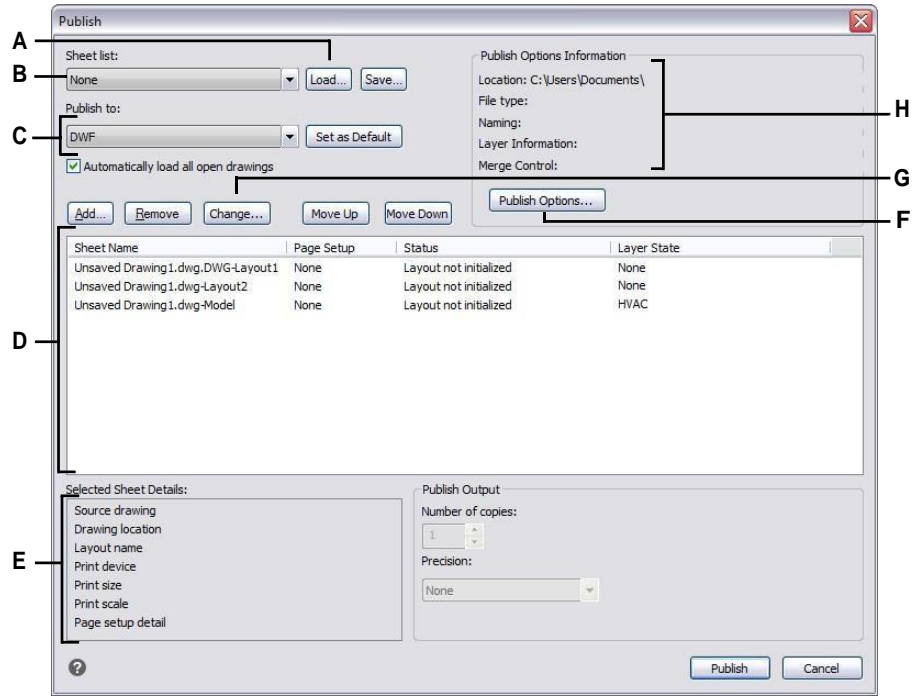 Publish
A
Sheet list:
B
None
Load...
Save...
Publish to:
C
DWF
Set as Default
Automatically load all open drawings
Publish Options Information
Location: C:\Users\Documents\
File type:
Naming:
Layer Information:
Merge Control:
H
G
Publish Options...
F
Add...
Remove
Change...
Move Up
Move Down
Sheet Name Page Setup Status Layer State
Unsaved Drawing1.dwg.DWG-Layout1 None Layout not initialized None
Unsaved Drawing1.dwg-Layout2 None Layout not initialized None
Unsaved Drawing1.dwg-Model None Layout not initialized HVAC
D
Selected Sheet Details:
Source drawing
Drawing location
Layout name
Print device
Print size
Print scale
Page setup detail
E
Publish Output
Number of copies:
1
Precision:
None
?
Publish
Cancel